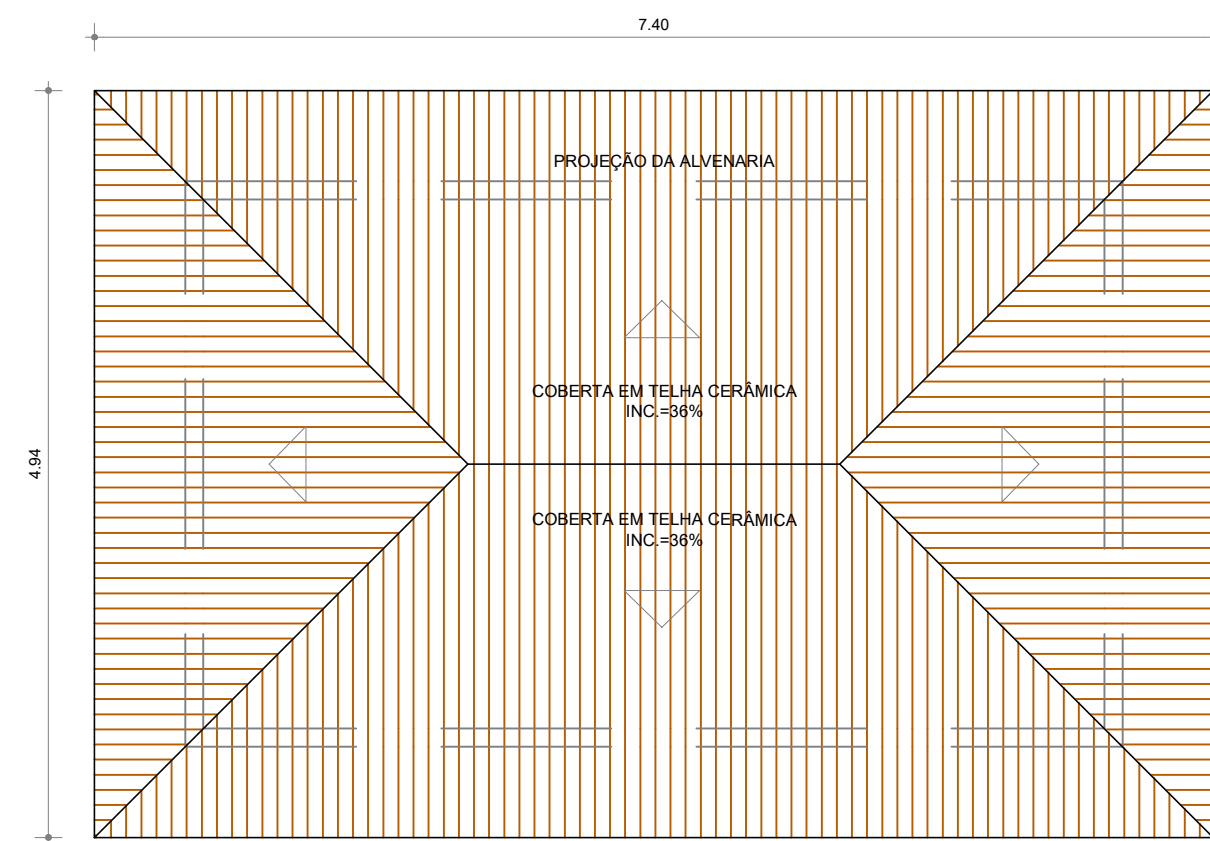 7.40
PROJEÇÃO DA ALVENARIA
COBERTA EM TELHA CERÂMICA
INC.=36%
4.94
COBERTA EM TELHA CERÂMICA
INC.=36%